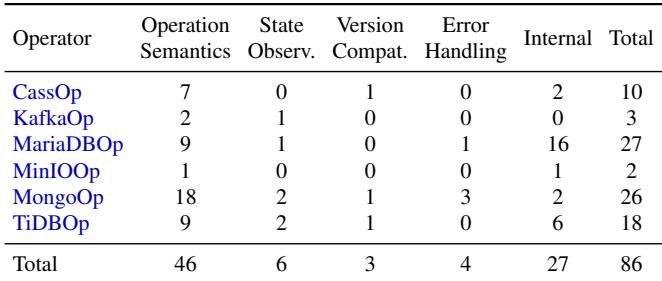 Operator Operation Semantics State Observ. Version Compat. Error Handling Internal Total
CassOp 7 0 1 0 2 10
KafkaOp 2 1 0 0 0 3
MariaDBOp 9 1 0 1 16 27
MinIOOp 1 0 0 0 1 2
MongoOp 18 2 1 3 2 26
TiDBOp 9 2 1 0 6 18
Total 46 6 3 4 27 86